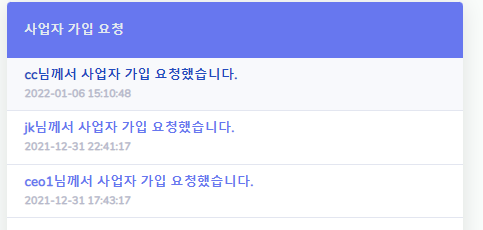 사업자 가입 요청
cc님께서 사업자 가입 요청했습니다.
2022-01-06 15:10:48
jk님께서 사업자 가입 요청했습니다.
2021-12-31 22:41:17
ceo1님께서 사업자 가입 요청했습니다.
2021-12-31 17:43:17